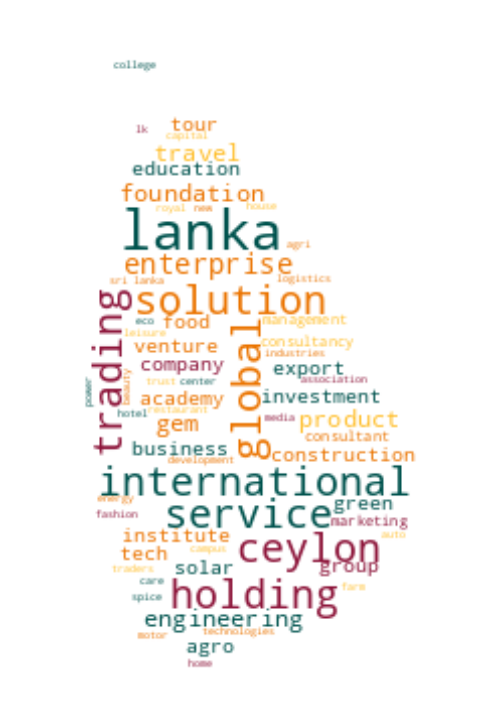 college
lk
tour
capital
travel
education
foundation
royal
new
house
lanka
agri
enterprise
sri lanka
logistics
trading
solution
eco
food
global
management
leisure
venture
consultancy
industries
company
export
power
beauty
trust
center
association
academy
investment
hotel
restaurant
gem
media
product
consultant
business
development
construction
international
energy
service
green
fashion
marketing
institute
ceylon
auto
tech
campus
traders
solar
group
care
holding
farm
spice
engineering
motor
technologies
agro
home